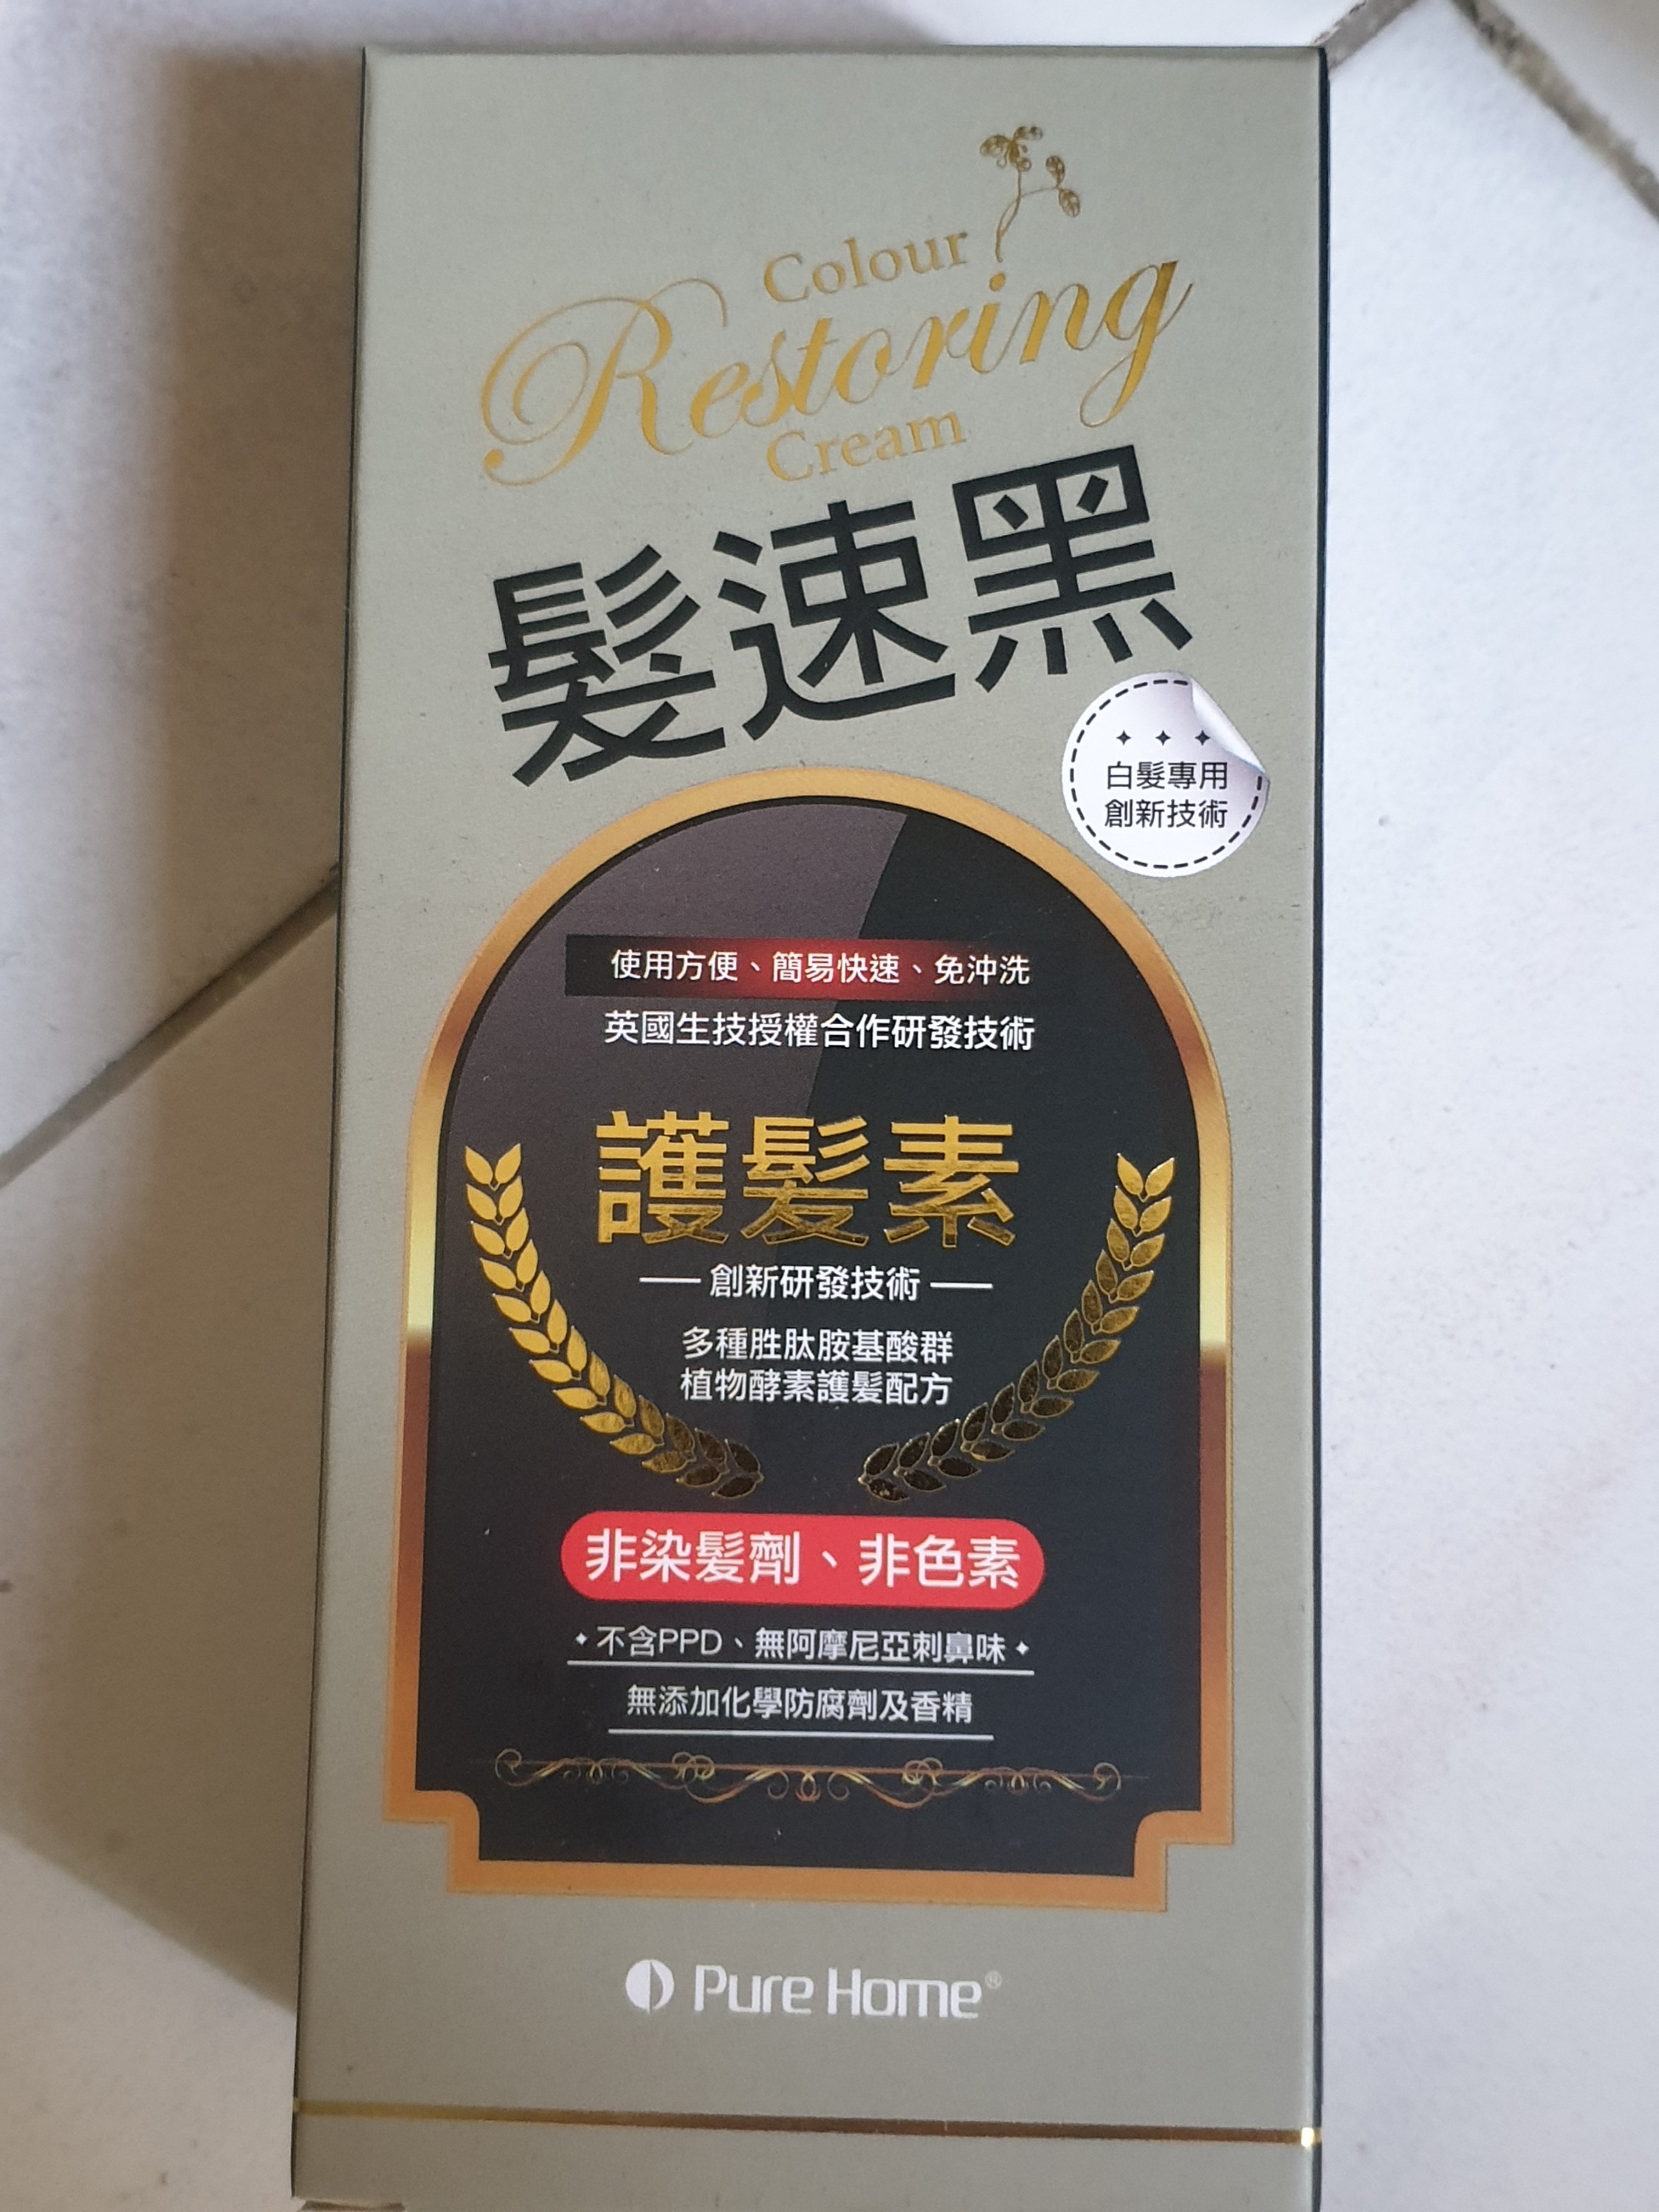 Colour
Restoring
Cream
髮速黑
白髮專用
創新技術
使用方便、簡易快速、免沖洗
英國生技授權合作研發技術
護髮素
創新研發技術
多種胜肽胺基酸群
植物酵素護髮配方
非染髮劑、非色素
不含PPD、無阿摩尼亞刺鼻味
無添加化學防腐劑及香精
Pure Home®